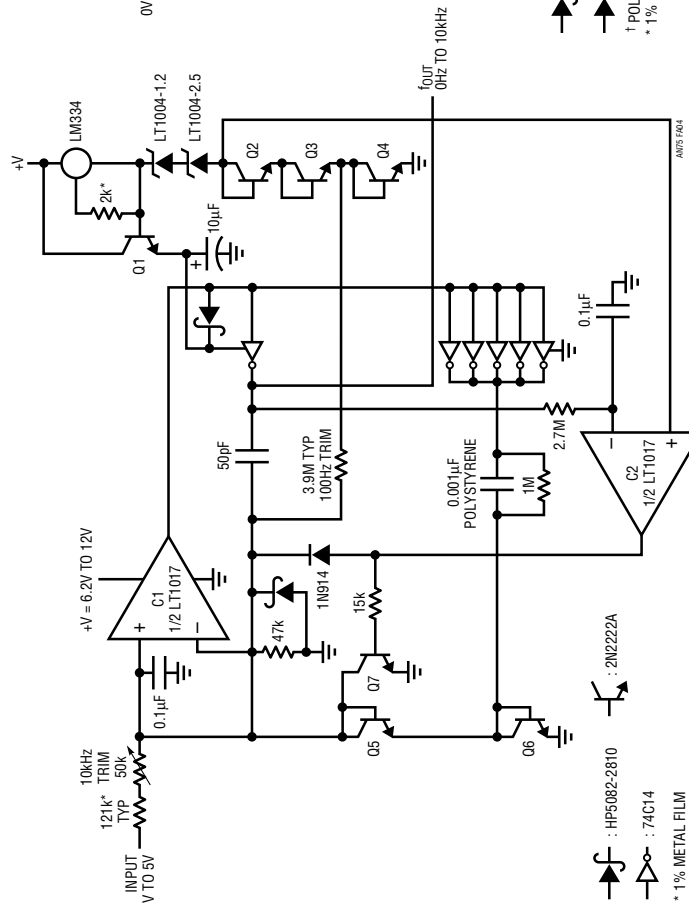 0V
† POL
* 1%
+V
LM334
2k*
LT1004-1.2
LT1004-2.5
Q1
+
10µF
Q2
Q3
Q4
fOUT
0Hz TO 10kHz
+V = 6.2V TO 12V
C1
1/2 LT1017
+
–
50pF
3.9M TYP
100Hz TRIM
10kHz
TRIM
50k
121k*
TYP
INPUT
V TO 5V
0.1µF
47k
1N914
15k
Q7
Q5
Q6
0.001µF
POLYSTYRENE
1M
2.7M
0.1µF
–
+
C2
1/2 LT1017
: HP5082-2810
: 74C14
: 2N2222A
* 1% METAL FILM
AN75 FA04